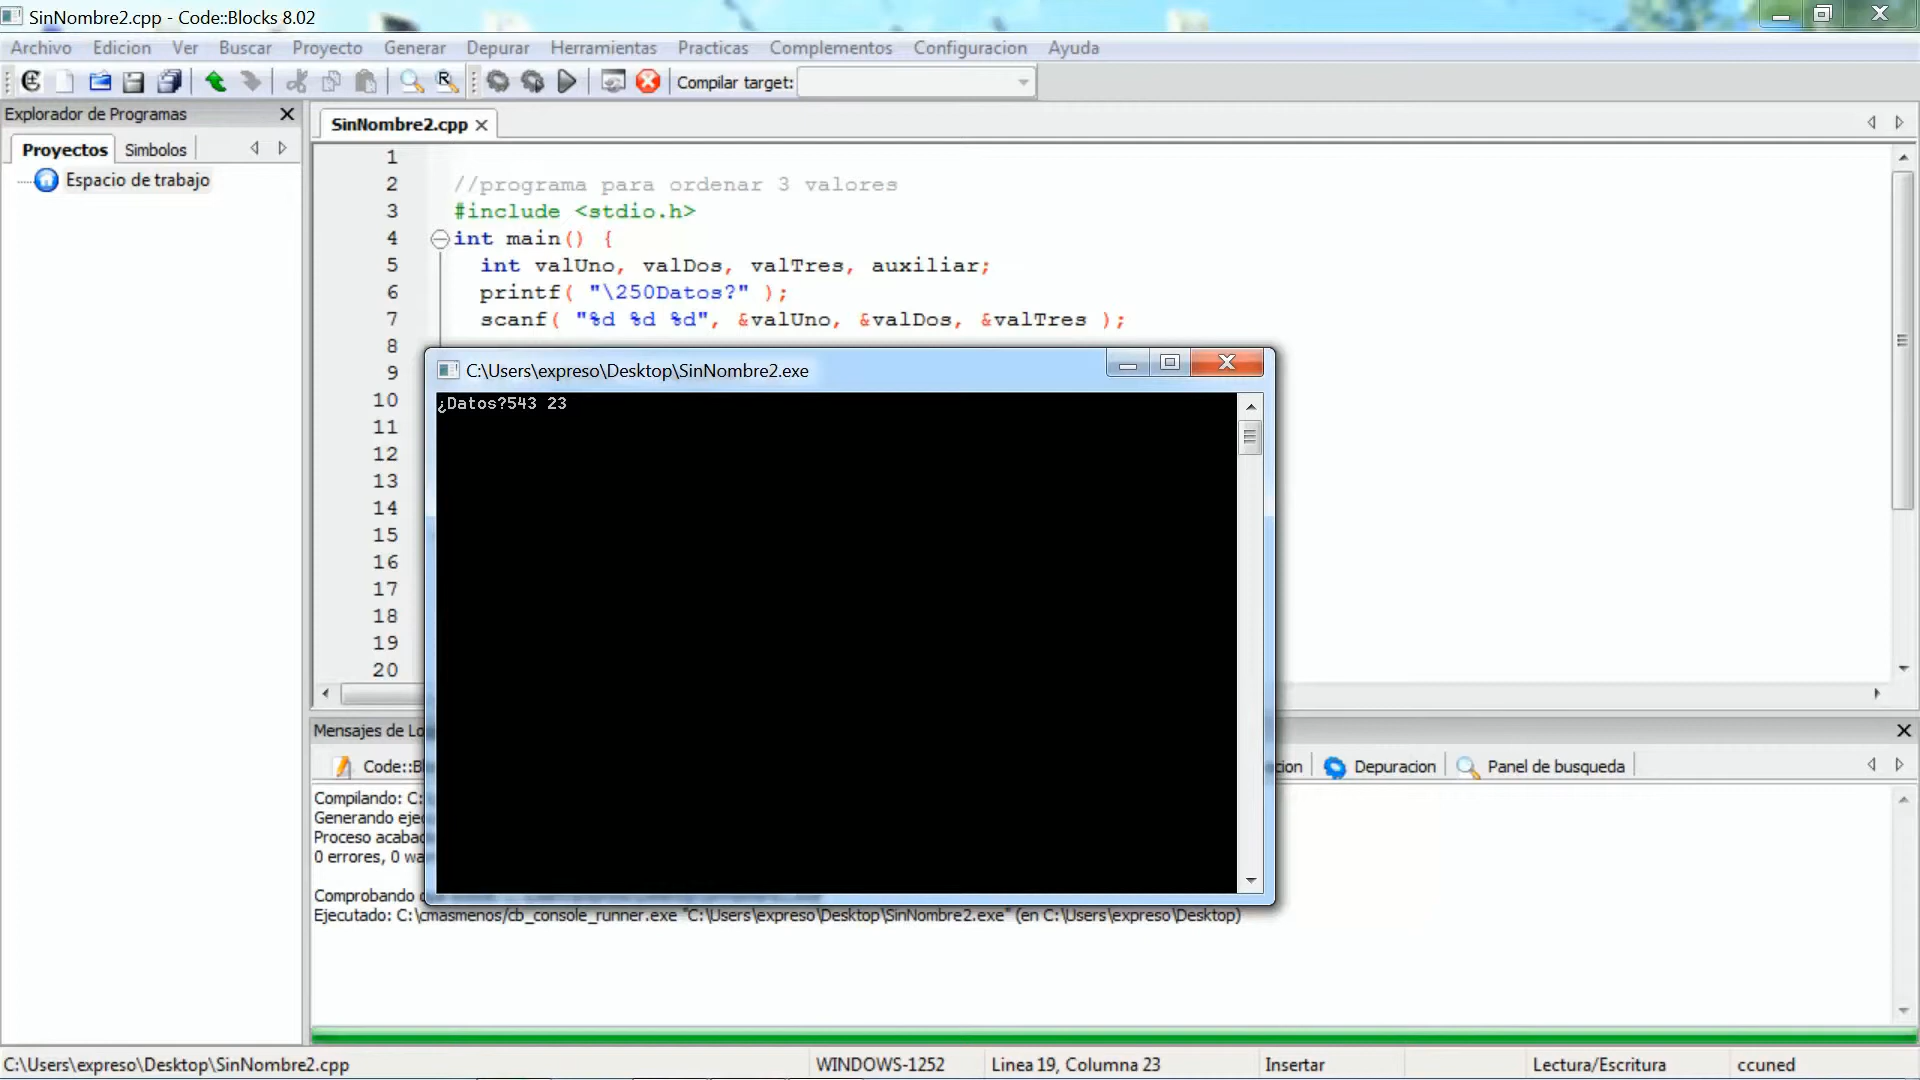 SinNombre2.cpp - Code::Blocks 8.02
Archivo Edicion Ver Buscar Proyecto Generar Depurar Herramientas Practicas Complementos Configuracion Ayuda
Compilar target:
Explorador de Programas
Proyectos Simbolos
Espacio de trabajo
SinNombre2.cpp
1
2 //programa para ordenar 3 valores
3 #include <stdio.h>
4 int main() {
5 int valUno, valDos, valTres, auxiliar;
6 printf( "\250Datos?" );
7 scanf( "%d %d %d", &valUno, &valDos, &valTres );
8
9
10
11
12
13
14
15
16
17
18
19
20
C:\Users\expreso\Desktop\SinNombre2.exe
¿Datos?543 23
Mensajes de Lo
Code::B
cion Depuracion Panel de busqueda
Compilando: C:
Generando ejec
Proceso acabad
0 errores, 0 wa
Comprobando
Ejecutado: C:\cmasmenos/cb_console_runner.exe "C:\Users\expreso\Desktop\SinNombre2.exe" (en C:\Users\expreso\Desktop)
C:\Users\expreso\Desktop\SinNombre2.cpp WINDOWS-1252 Linea 19, Columna 23 Insertar Lectura/Escritura ccuned